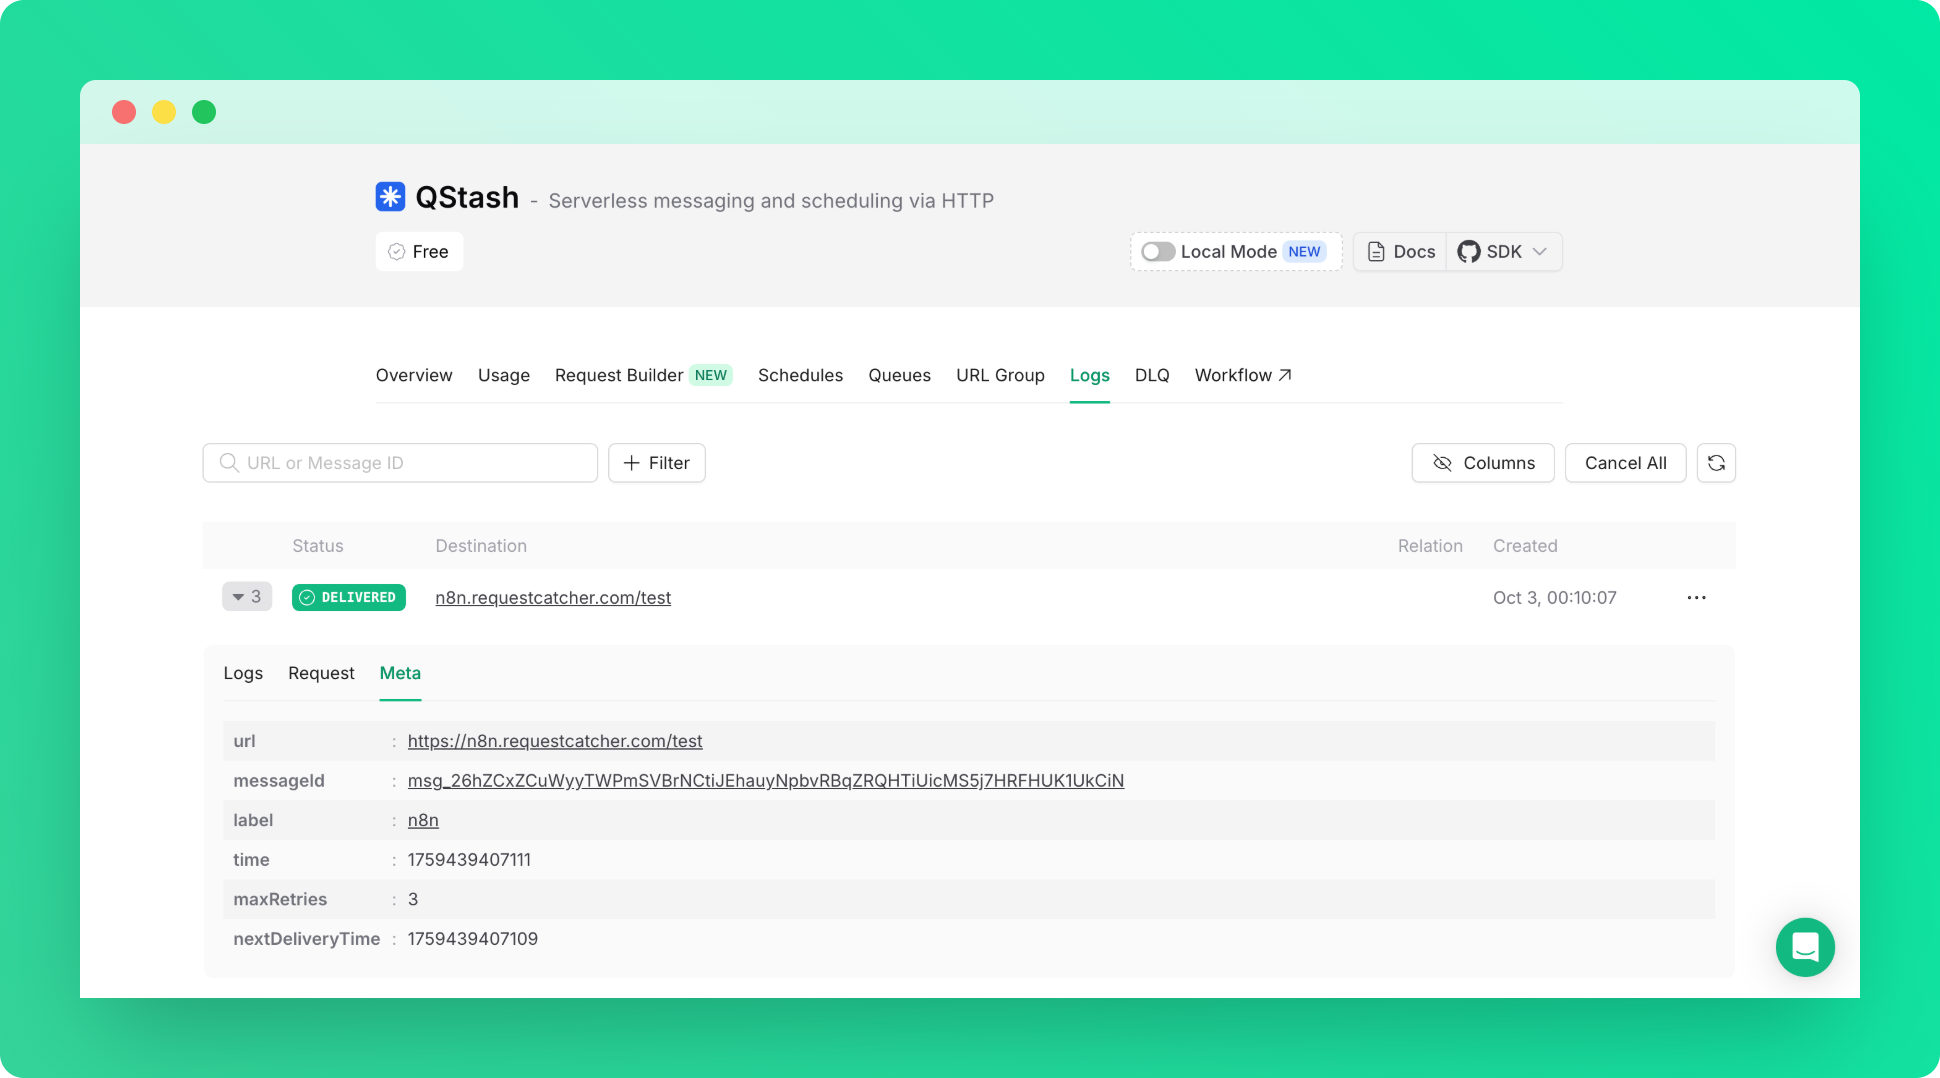 QStash - Serverless messaging and scheduling via HTTP
Free
Local Mode NEW
Docs
SDK
Overview Usage Request Builder NEW Schedules Queues URL Group Logs DLQ Workflow
URL or Message ID
Filter
Columns
Cancel All
Status Destination Relation Created
3 DELIVERED n8n.requestcatcher.com/test Oct 3, 00:10:07
Logs Request Meta
url : https://n8n.requestcatcher.com/test
messageId : msg_26hZCxZCuWyyTWPmSVBrNCtiJEhauyNpbvRBqZRQHTiUicMS5j7HRFHUK1UkCiN
label : n8n
time : 1759439407111
maxRetries : 3
nextDeliveryTime : 1759439407109